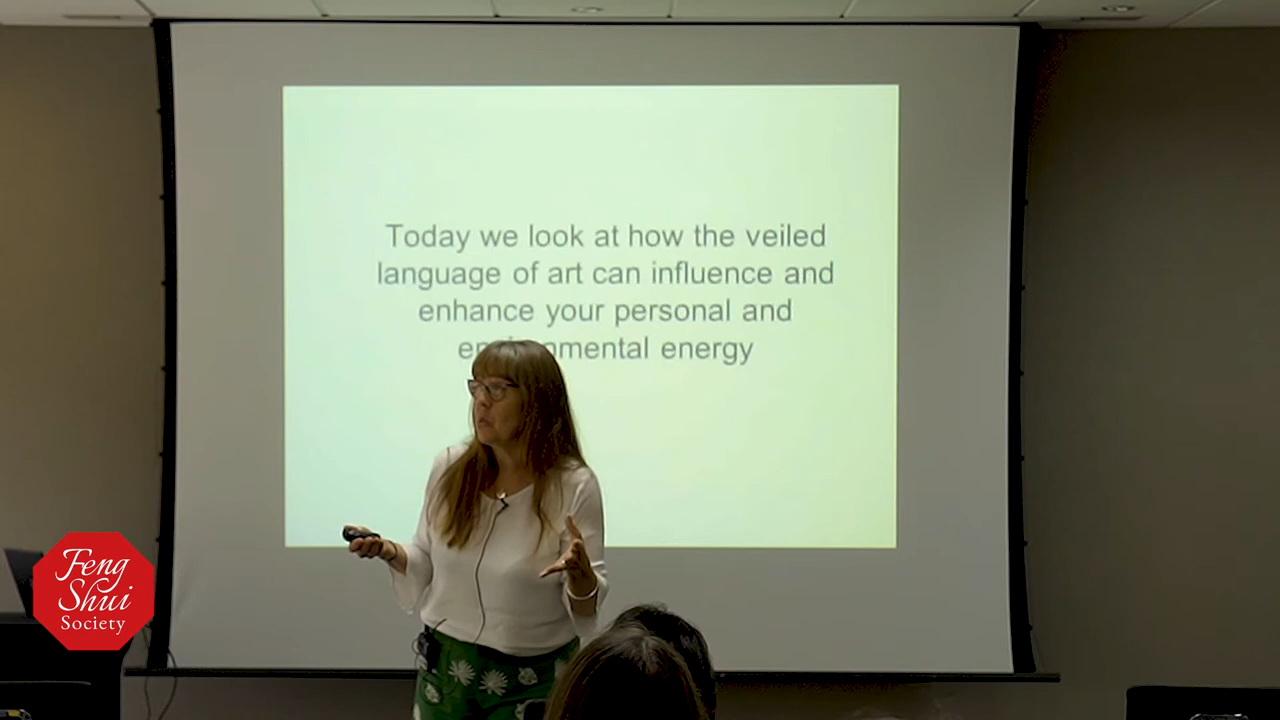 Today we look at how the veiled
language of art can influence and
enhance your personal and
energy
Feng
Shui
Society